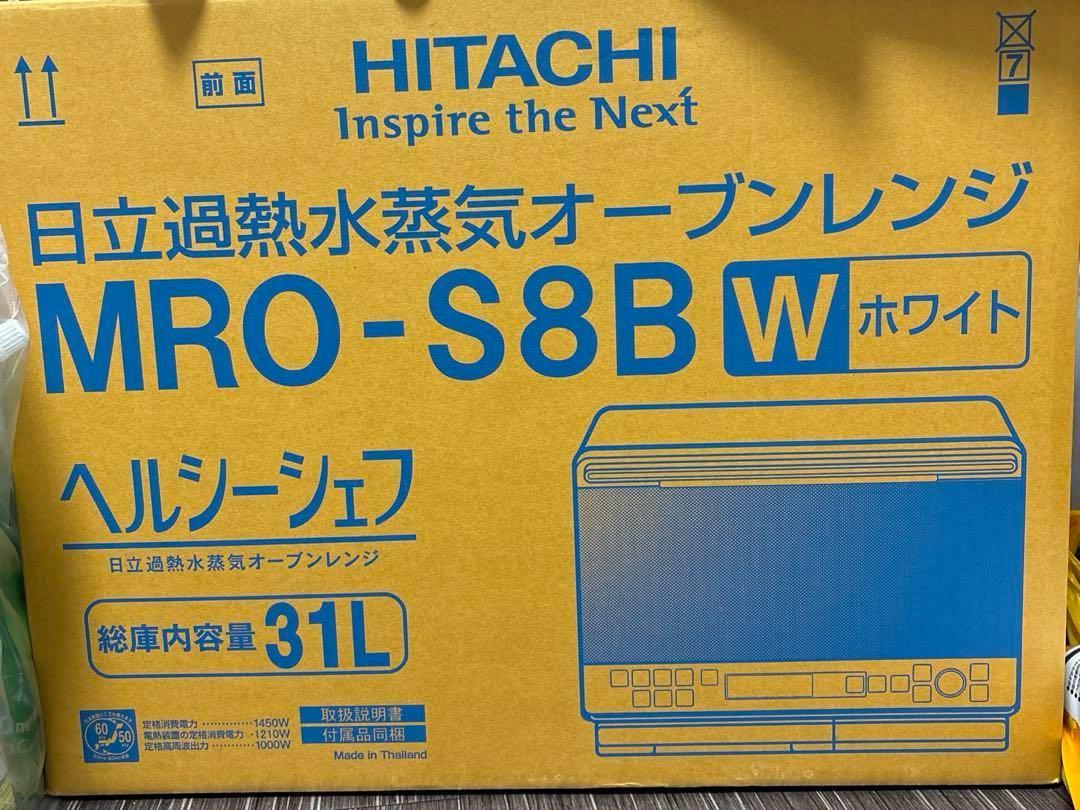 前面
HITACHI
Inspire the Next
7
日立過熱水蒸気オーブンレンジ
MRO-S8B W ホワイト
ヘルシーシェフ
日立過熱水蒸気オーブンレンジ
総庫内容量 31L
60
50
定格消費電力 ············1450W
電熱装置の定格消費電力 ·1210W
定格高周波出力 ···········1000W
取扱説明書
付属品同梱
Made in Thailand